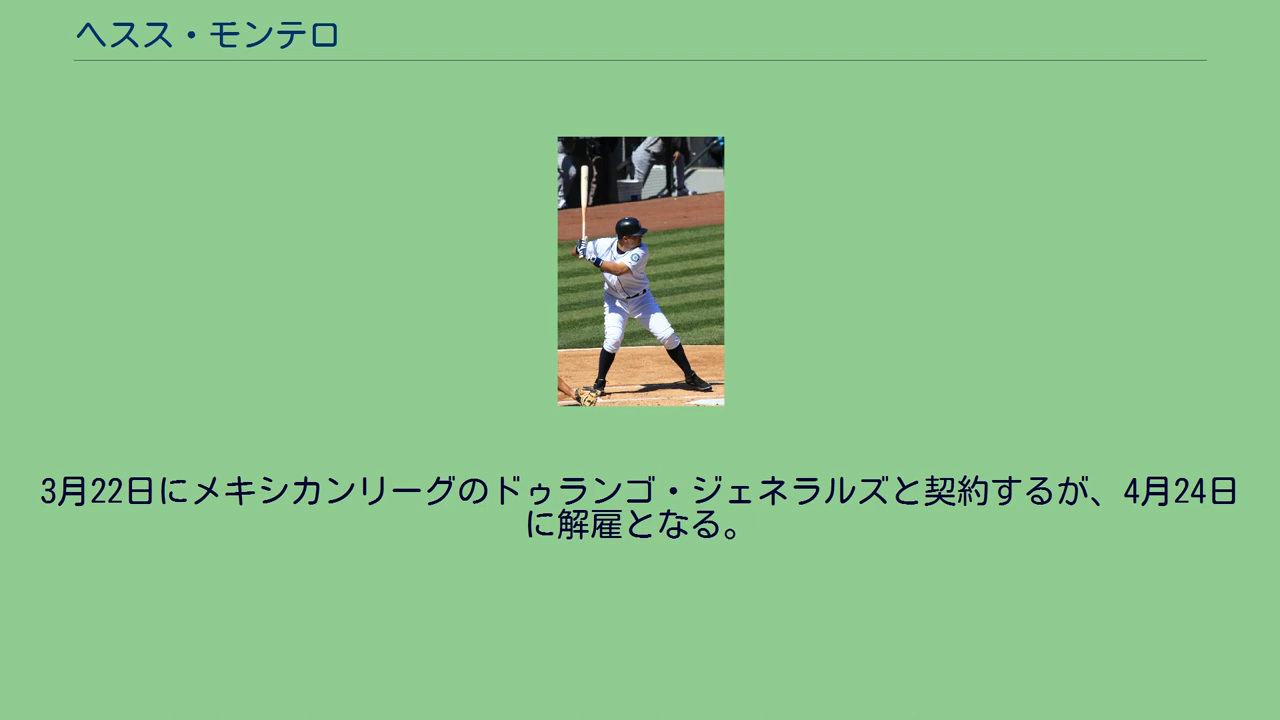 ヘスス・モンテロ
3月22日にメキシカンリーグのドゥランゴ・ジェネラルズと契約するが、4月24日
に解雇となる。